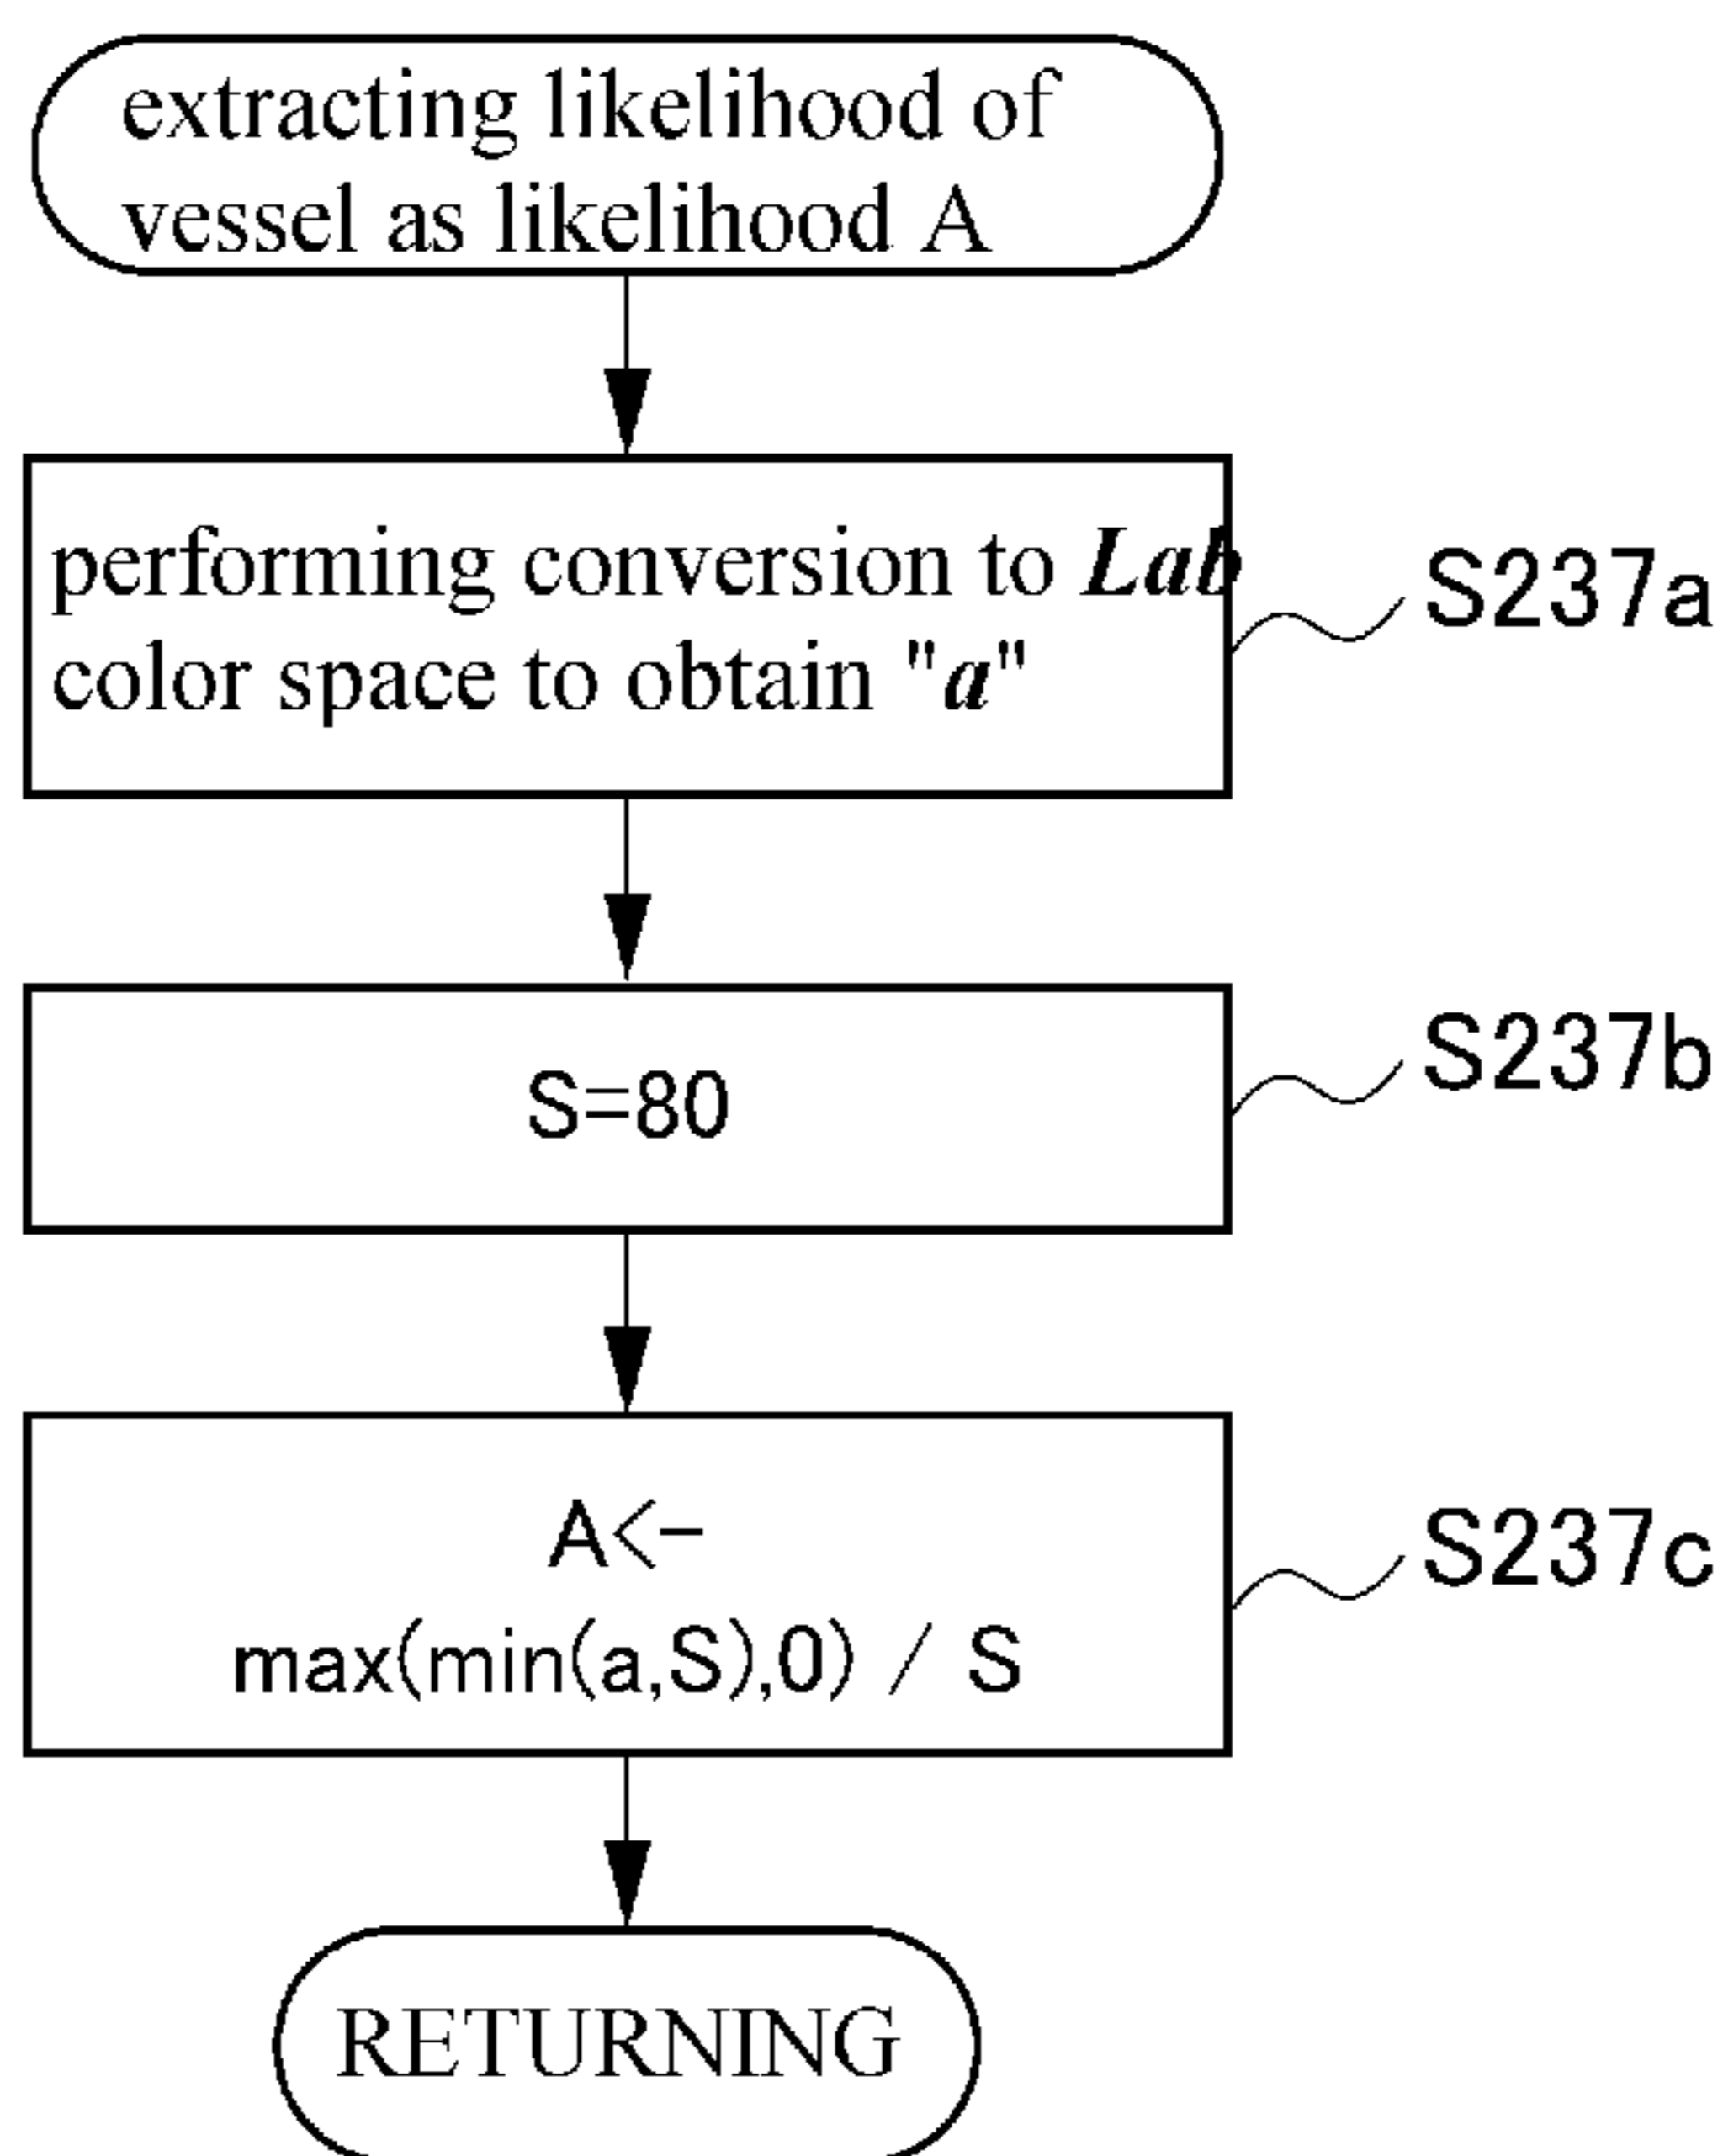 extracting likelihood of
vessel as likelihood A
performing conversion to Lab
color space to obtain "a"
S237a
S=80
S237b
A<-
max(min(a,S),0) / S
S237c
RETURNING